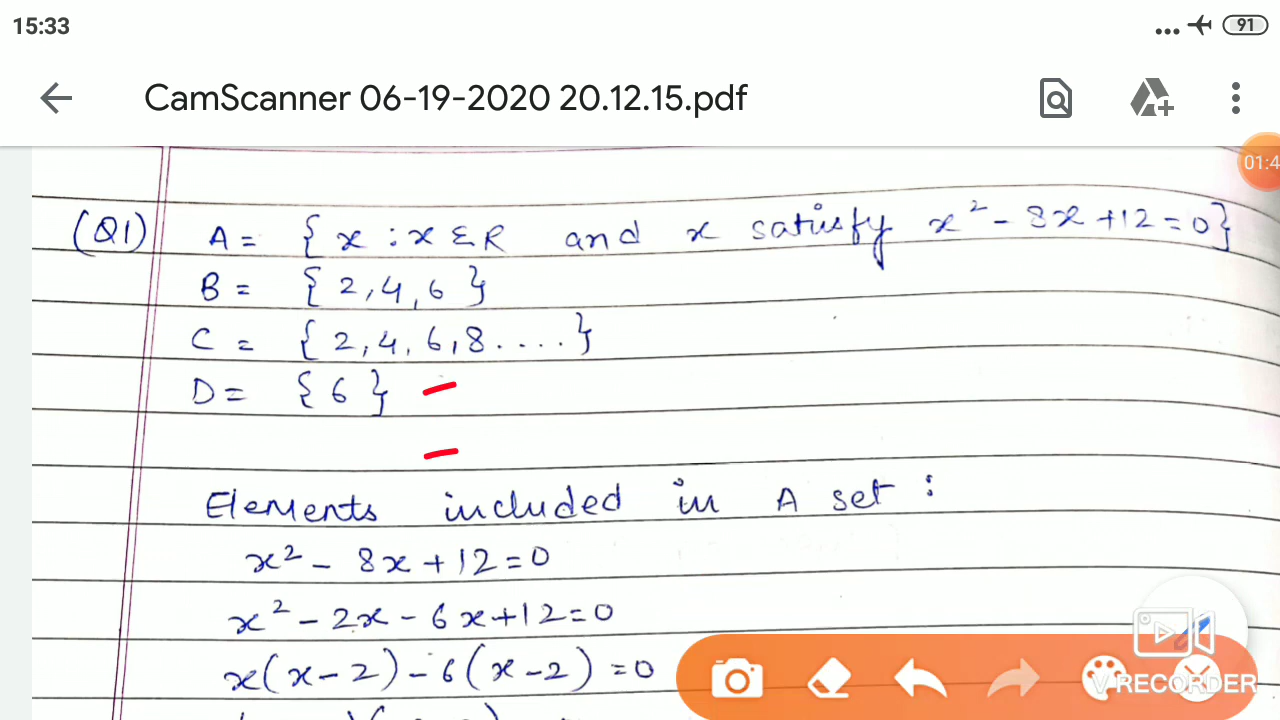 15:33
91
CamScanner 06-19-2020 20.12.15.pdf
01:4
(Q1) A = { x : x ε R and x satisfy x² - 8x + 12 = 0}
B = { 2, 4, 6 }
C = { 2, 4, 6, 8 . . . . }
D = { 6 }
Elements included in A set :
x² - 8x + 12 = 0
x² - 2x - 6x + 12 = 0
x(x - 2) - 6(x - 2) = 0
V RECORDER